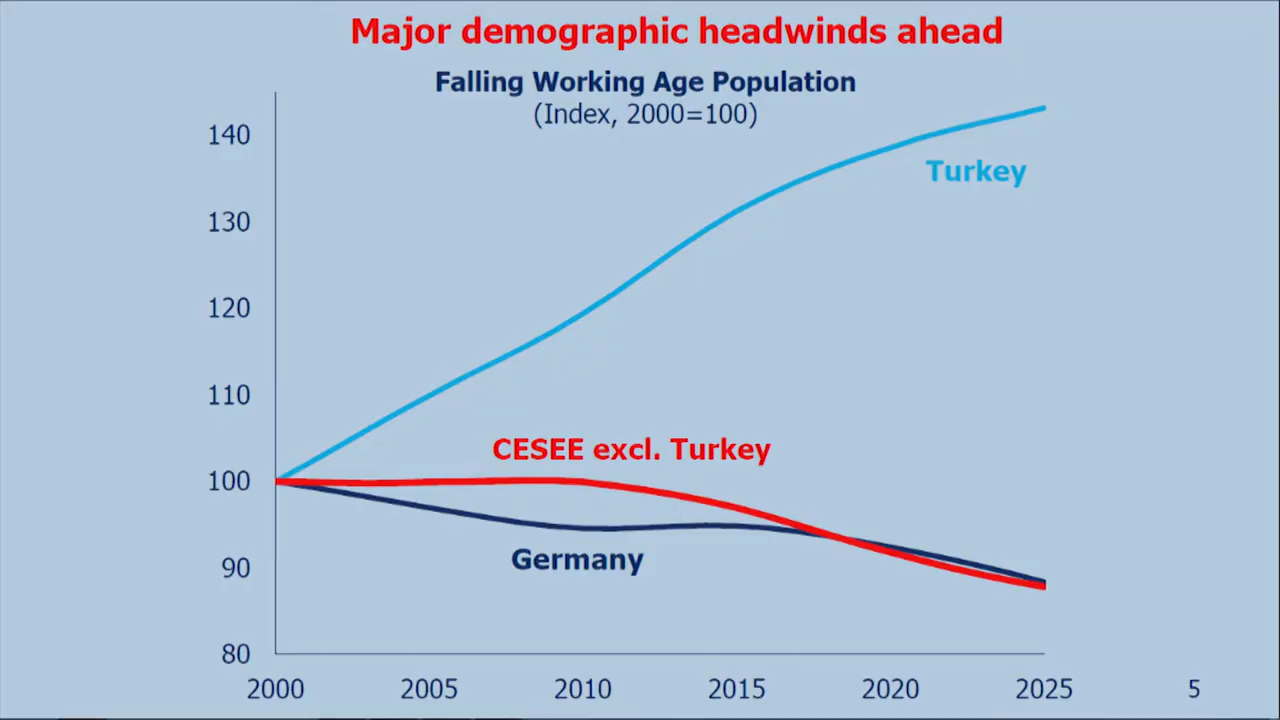 Major demographic headwinds ahead
Falling Working Age Population
(Index, 2000=100)
140
130
120
110
100
90
80
Turkey
CESEE excl. Turkey
Germany
2000 2005 2010 2015 2020 2025
5